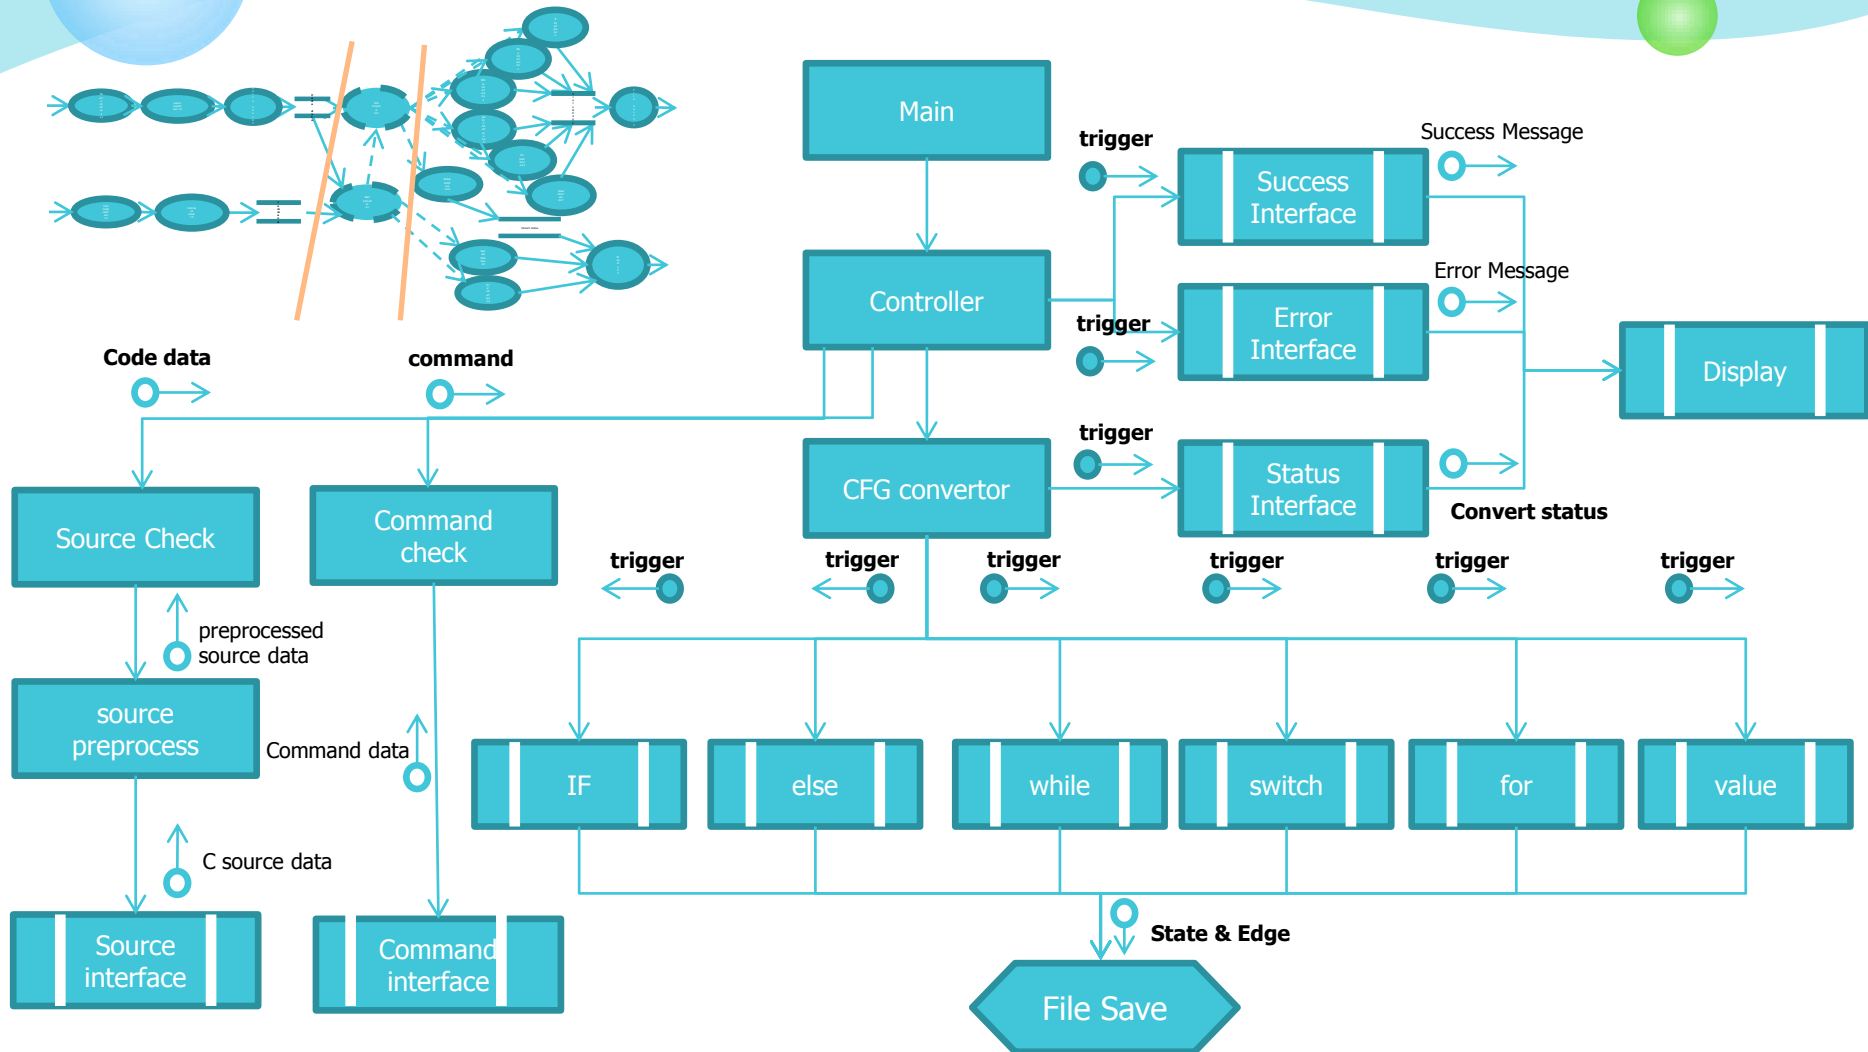 Main
trigger
Success Message
Success
Interface
Controller
trigger
Error Message
Error
Interface
Display
Code data
command
CFG convertor
trigger
Status
Interface
Convert status
Source Check
Command
check
trigger
trigger
trigger
trigger
trigger
trigger
preprocessed
source data
source
preprocess
Command data
IF
else
while
switch
for
value
C source data
Source
interface
Command
interface
State & Edge
File Save